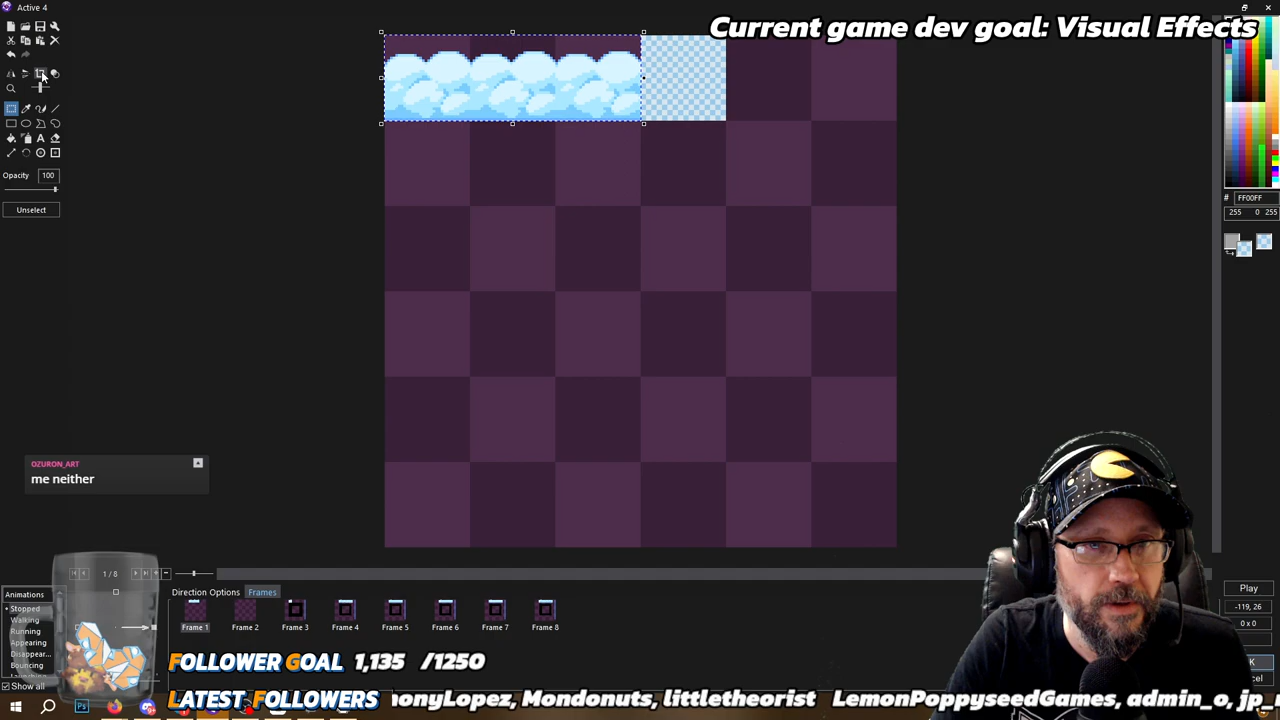 Active 4
Current game dev goal: Visual Effects
Opacity 100
Unselect
# FF00FF
255 0 255
OZURON_ART
me neither
1 / 8
Animations
Stopped
Walking
Running
Appearing
Disappear...
Bouncing
Show all
Direction Options Frames
Frame 1 Frame 2 Frame 3 Frame 4 Frame 5 Frame 6 Frame 7 Frame 8
Play
-119, 26
0 x 0
FOLLOWER GOAL 1,135 /1250
LATEST FOLLOWERS honyLopez, Mondonuts, littletheorist LemonPoppyseedGames, admin_o, jp_
Ps